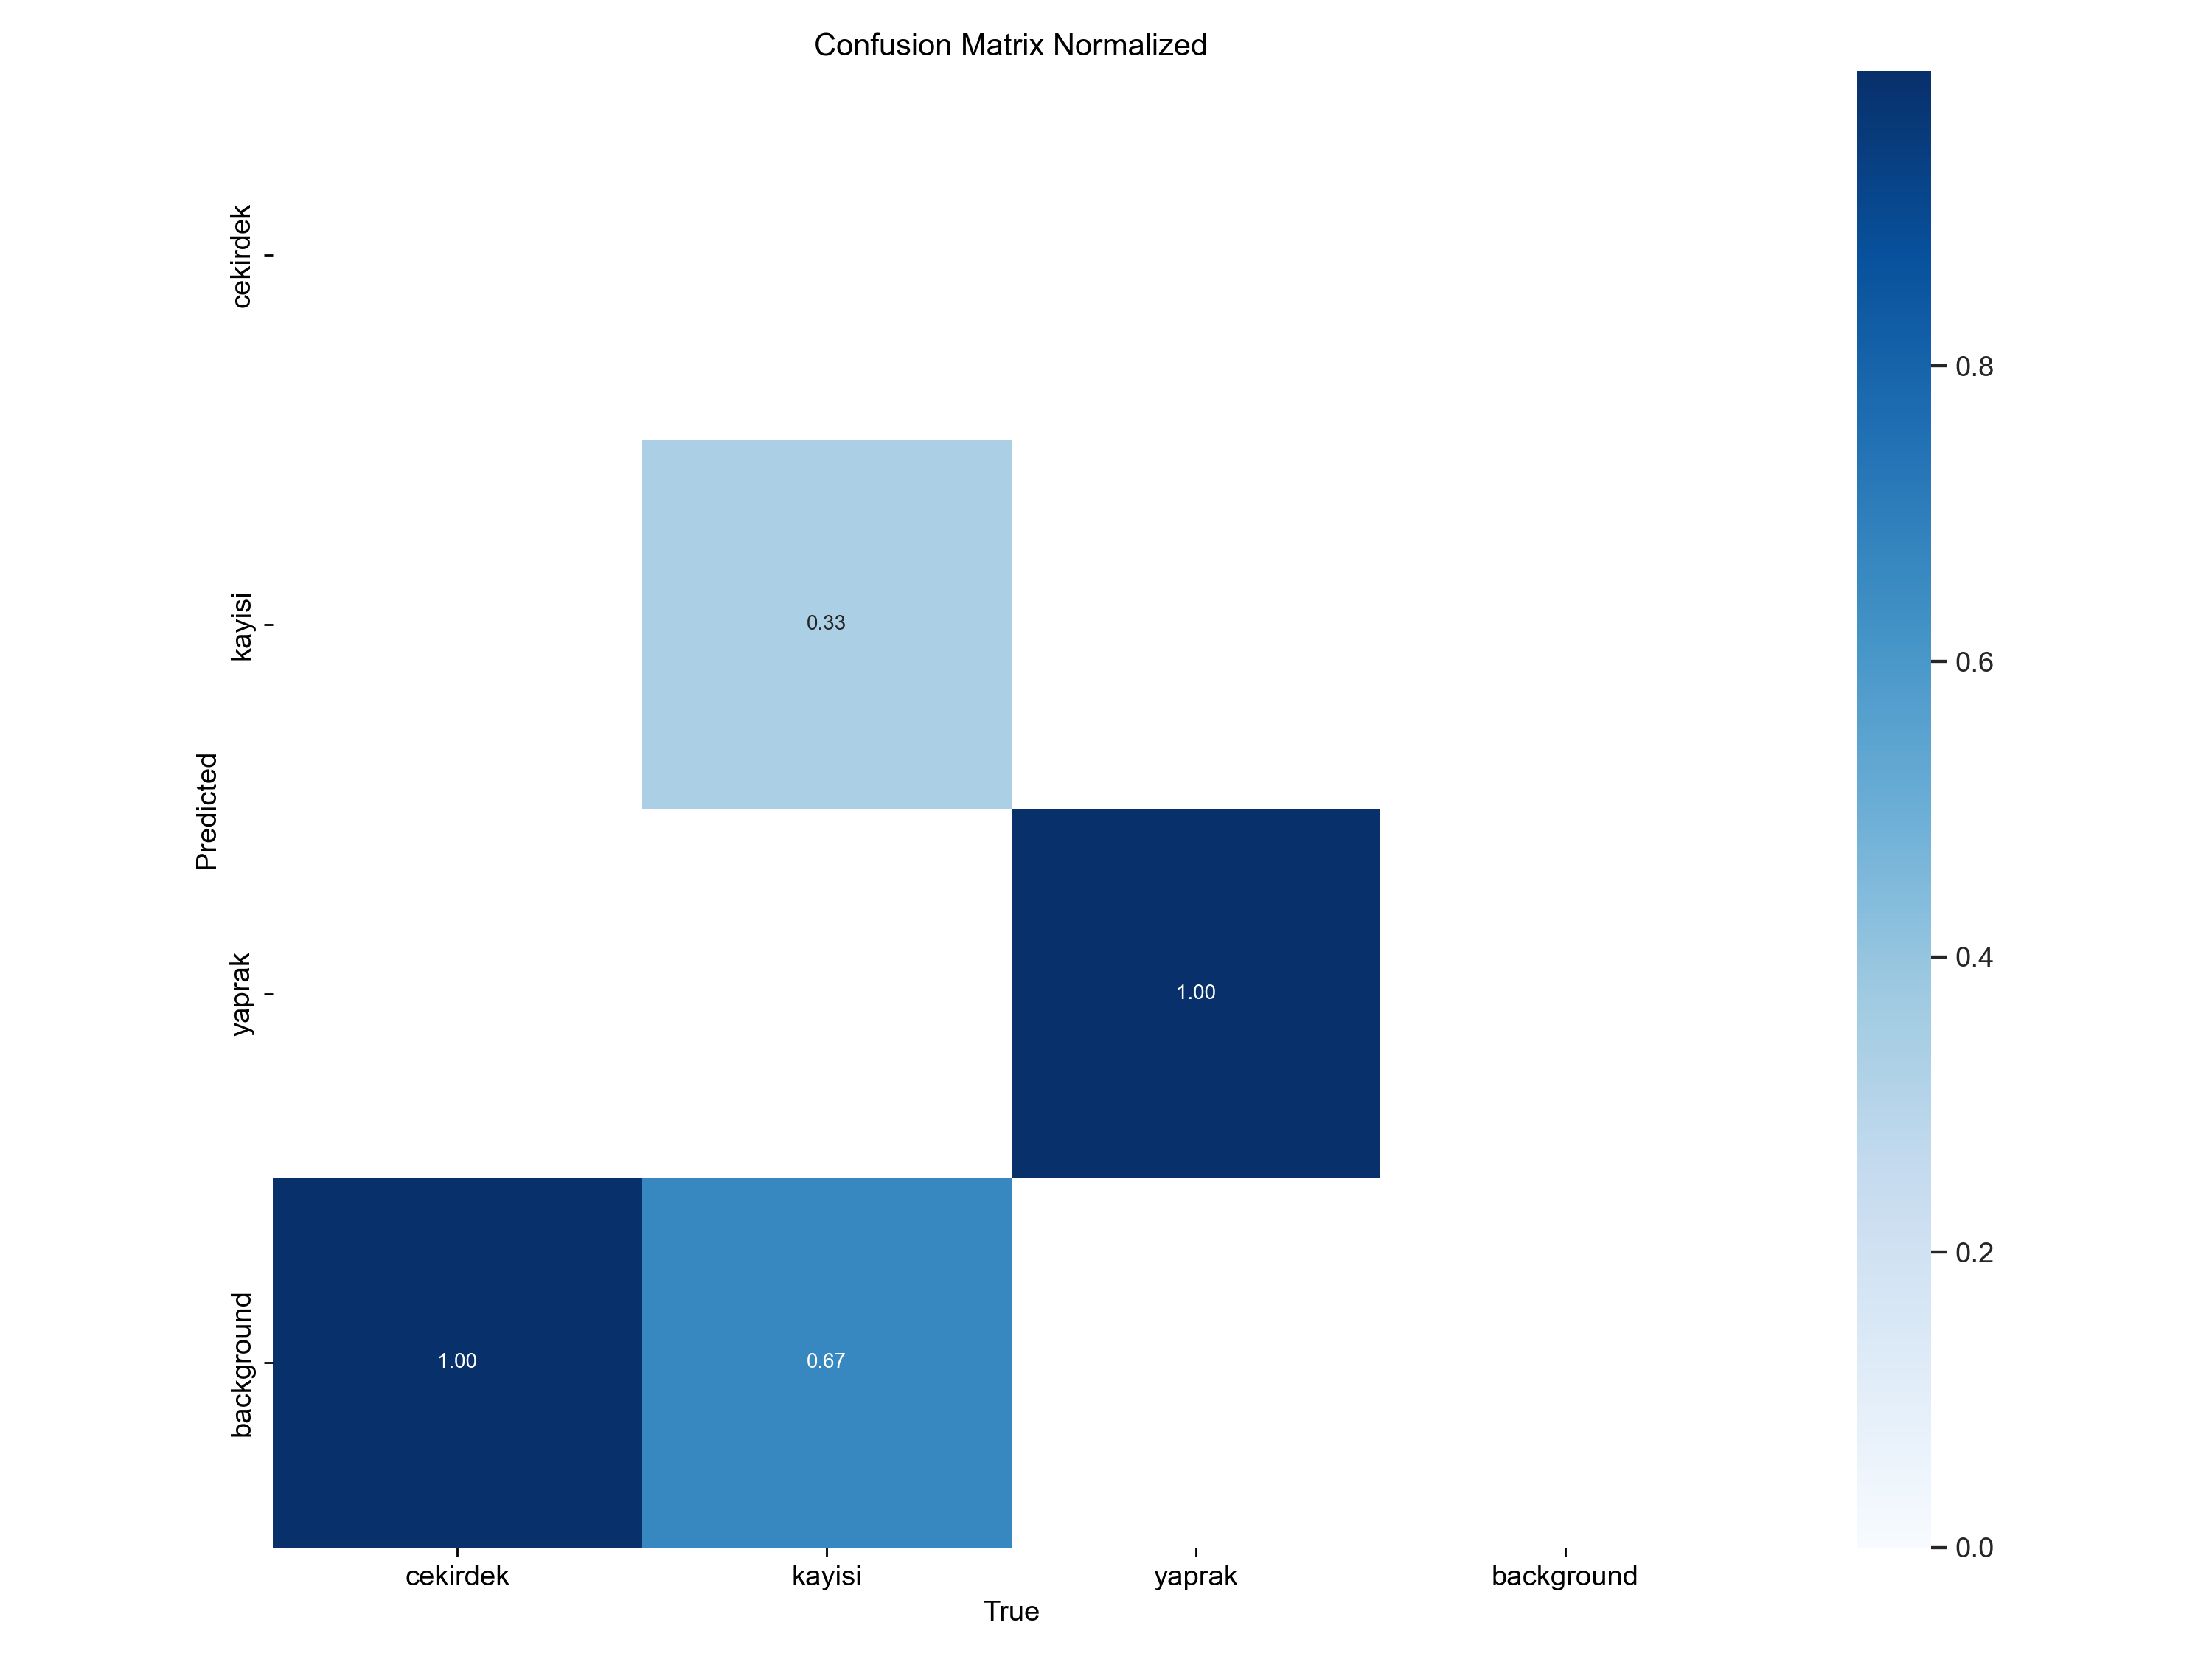 Confusion Matrix Normalized
cekirdek
kayisi
yaprak
background
Predicted
0.33
1.00
1.00
0.67
cekirdek
kayisi
yaprak
background
True
0.8
0.6
0.4
0.2
0.0